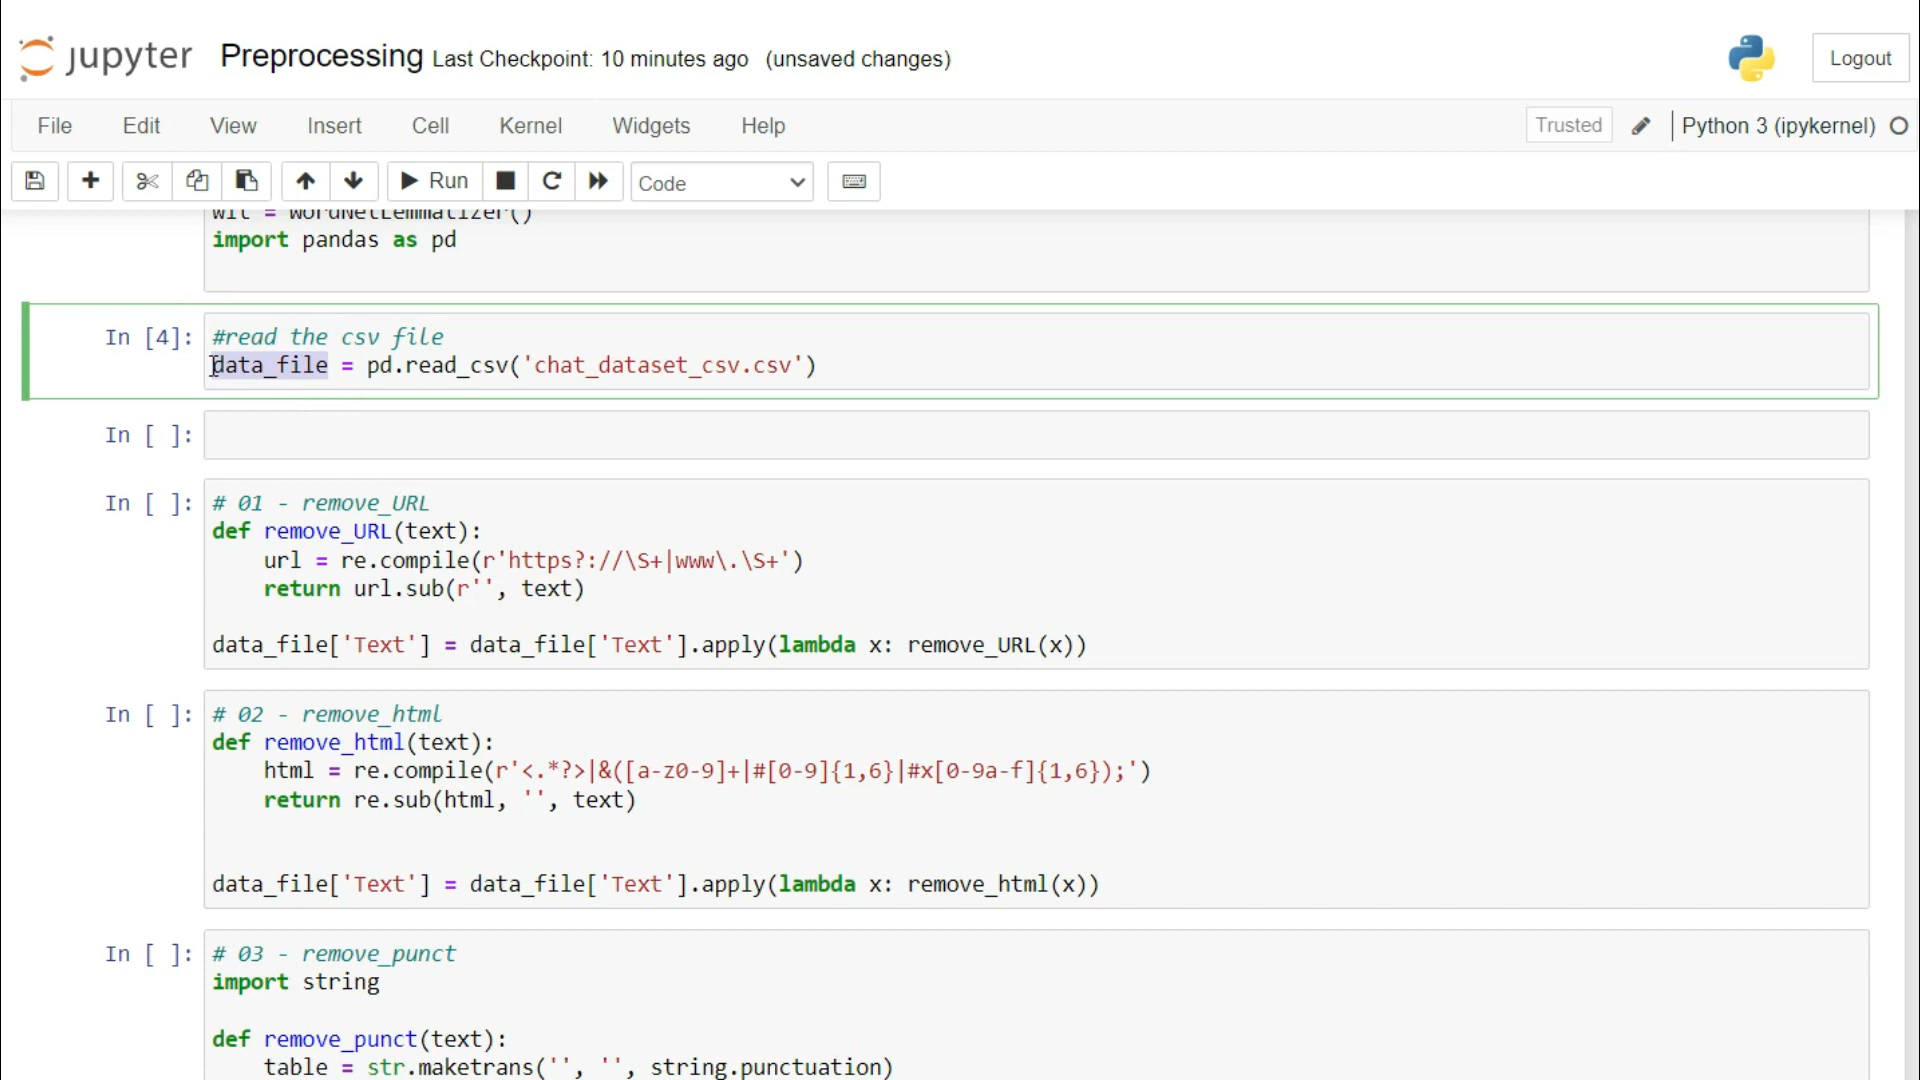 jupyter Preprocessing Last Checkpoint: 10 minutes ago (unsaved changes)
Logout
File Edit View Insert Cell Kernel Widgets Help
Trusted Python 3 (ipykernel)
Run Code
wlt = WordNetLemmatizer()
import pandas as pd
In [4]: #read the csv file
data_file = pd.read_csv('chat_dataset_csv.csv')
In [ ]:
In [ ]: # 01 - remove_URL
def remove_URL(text):
    url = re.compile(r'https?://\S+|www\.\S+')
    return url.sub(r'', text)
data_file['Text'] = data_file['Text'].apply(lambda x: remove_URL(x))
In [ ]: # 02 - remove_html
def remove_html(text):
    html = re.compile(r'<.*?>|&([a-z0-9]+|#[0-9]{1,6}|#x[0-9a-f]{1,6});')
    return re.sub(html, '', text)
data_file['Text'] = data_file['Text'].apply(lambda x: remove_html(x))
In [ ]: # 03 - remove_punct
import string
def remove_punct(text):
    table = str.maketrans('', '', string.punctuation)